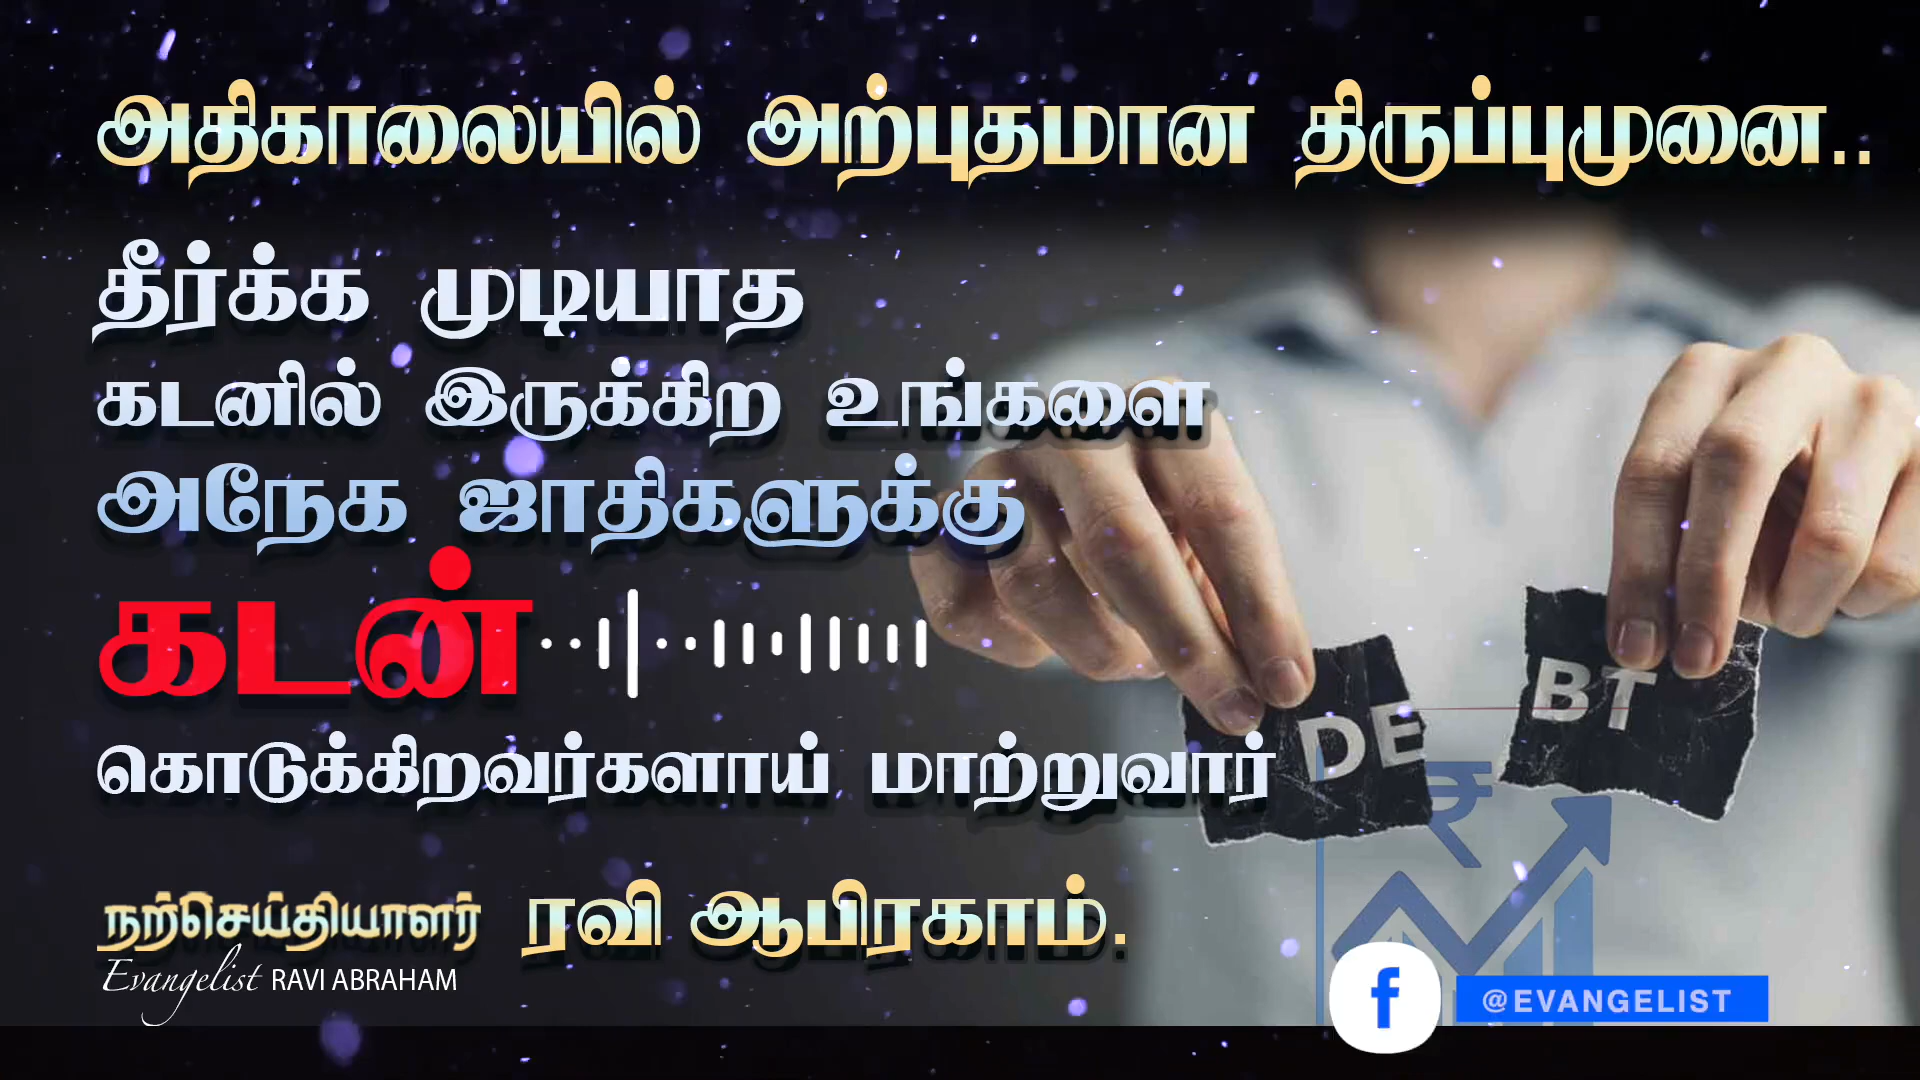 அதிகாலையில் அற்புதமான திருப்புமுனை..
தீர்க்க முடியாத
கடனில் இருக்கிற உங்களை
அநேக ஜாதிகளுக்கு
கடன்
கொடுக்கிறவர்களாய் மாற்றுவார்
DE BT
₹
நற்செய்தியாளர் ரவி ஆபிரகாம்.
Evangelist RAVI ABRAHAM
f @EVANGELIST